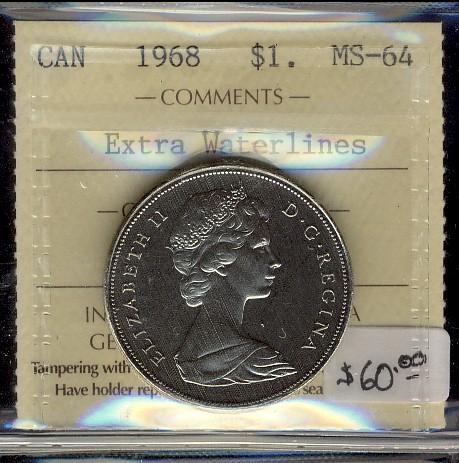 CAN 1968 $1. MS-64
— COMMENTS —
Extra Waterlines
ELIZABETH II D·G·REGINA
Tampering with
Have holder rep
$60.00